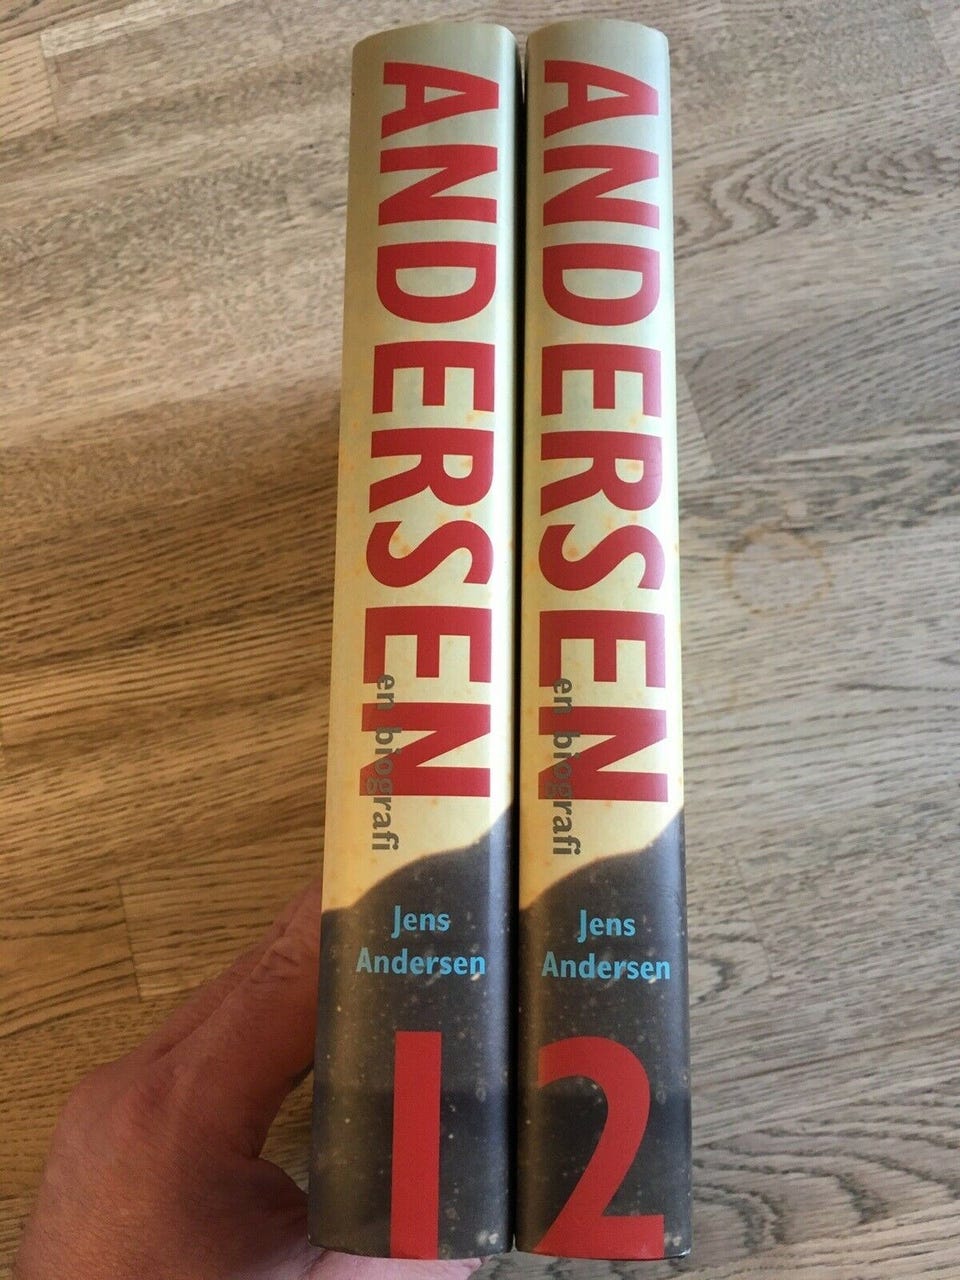 ANDERSEN
en biografi
Jens
Andersen
1
ANDERSEN
en biografi
Jens
Andersen
2